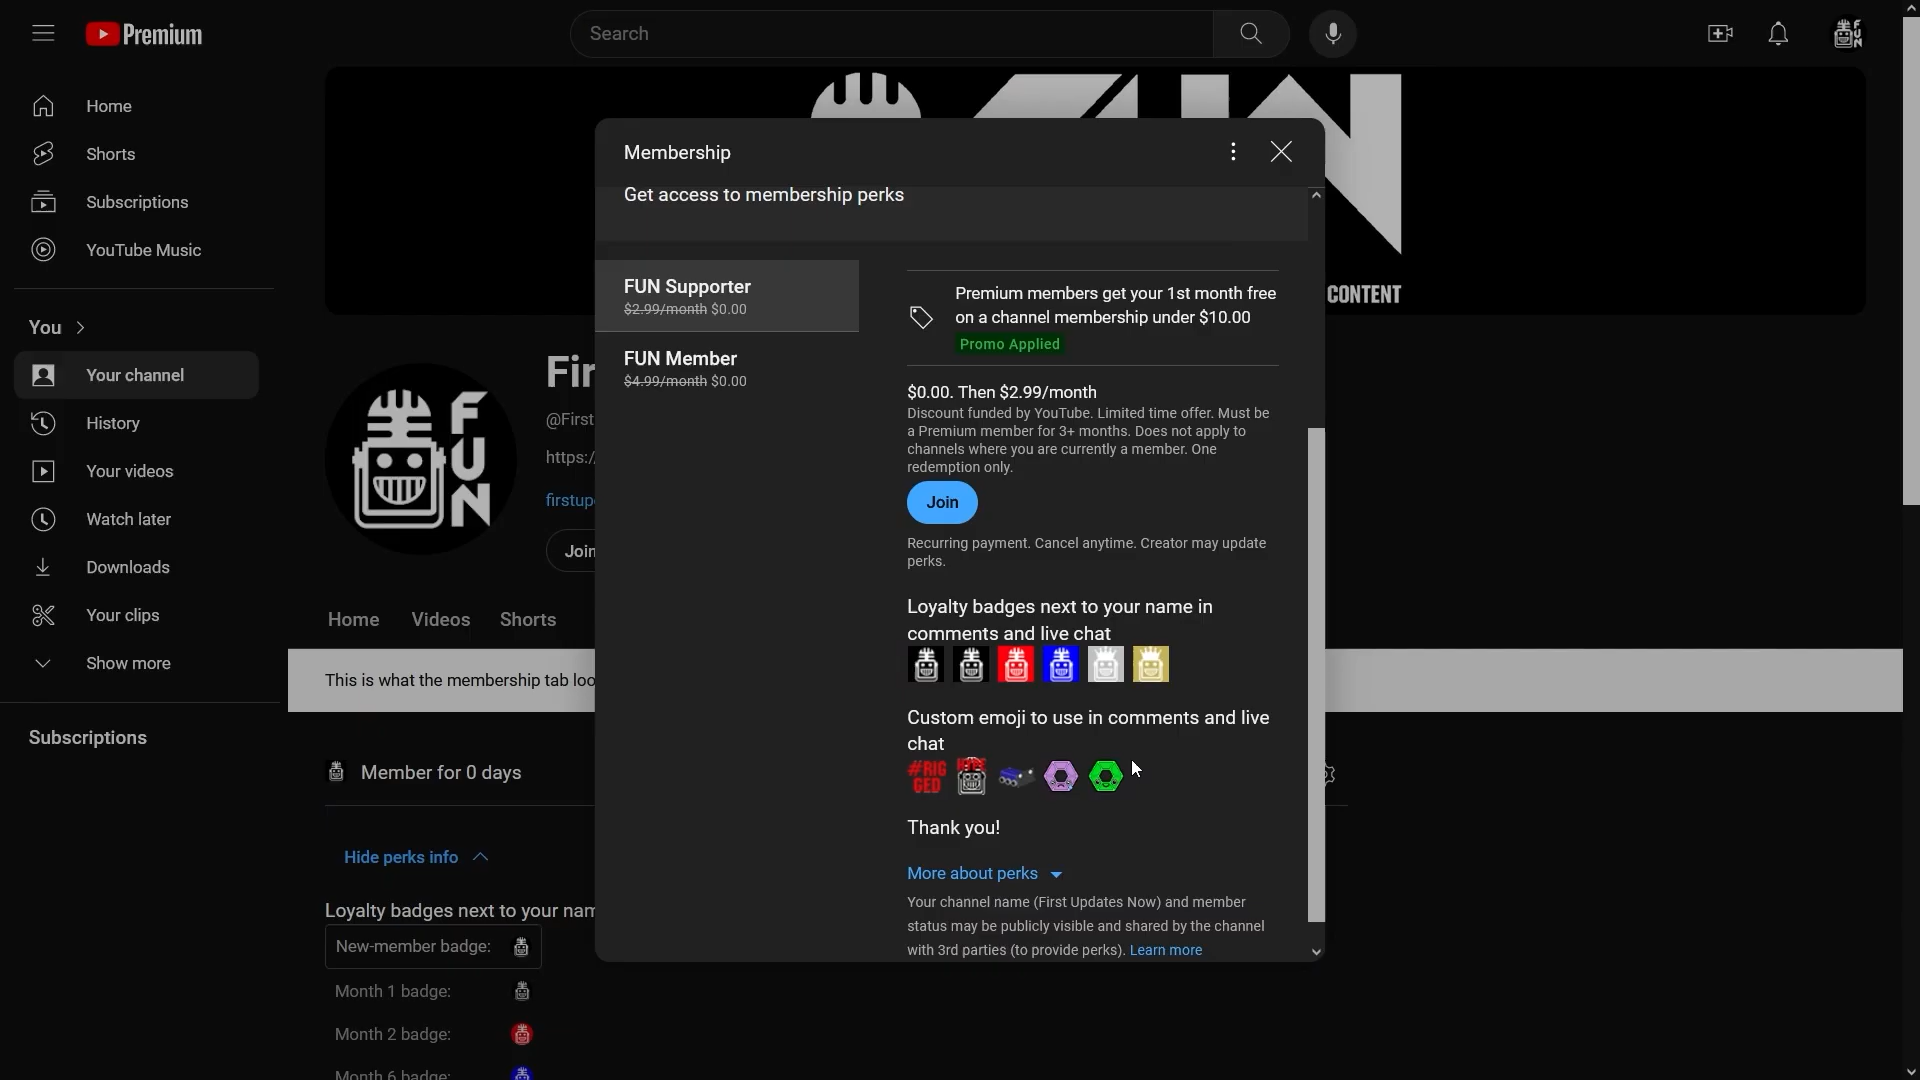 Premium
Search
FUN
Home
Shorts
Subscriptions
YouTube Music
You
Your channel
History
Your videos
Watch later
Downloads
Your clips
Show more
Subscriptions
CONTENT
FUN
Fir
@First
https:/
firstup
Join
Home Videos Shorts
This is what the membership tab loo
Member for 0 days
Hide perks info
Loyalty badges next to your nam
New-member badge:
Month 1 badge:
Month 2 badge:
Month 6 badge:
Membership
Get access to membership perks
FUN Supporter
$2.99/month $0.00
FUN Member
$4.99/month $0.00
Premium members get your 1st month free
on a channel membership under $10.00
Promo Applied
$0.00. Then $2.99/month
Discount funded by YouTube. Limited time offer. Must be
a Premium member for 3+ months. Does not apply to
channels where you are currently a member. One
redemption only.
Join
Recurring payment. Cancel anytime. Creator may update
perks.
Loyalty badges next to your name in
comments and live chat
Custom emoji to use in comments and live
chat
#RIG
GED
HYPE
Thank you!
More about perks
Your channel name (First Updates Now) and member
status may be publicly visible and shared by the channel
with 3rd parties (to provide perks). Learn more